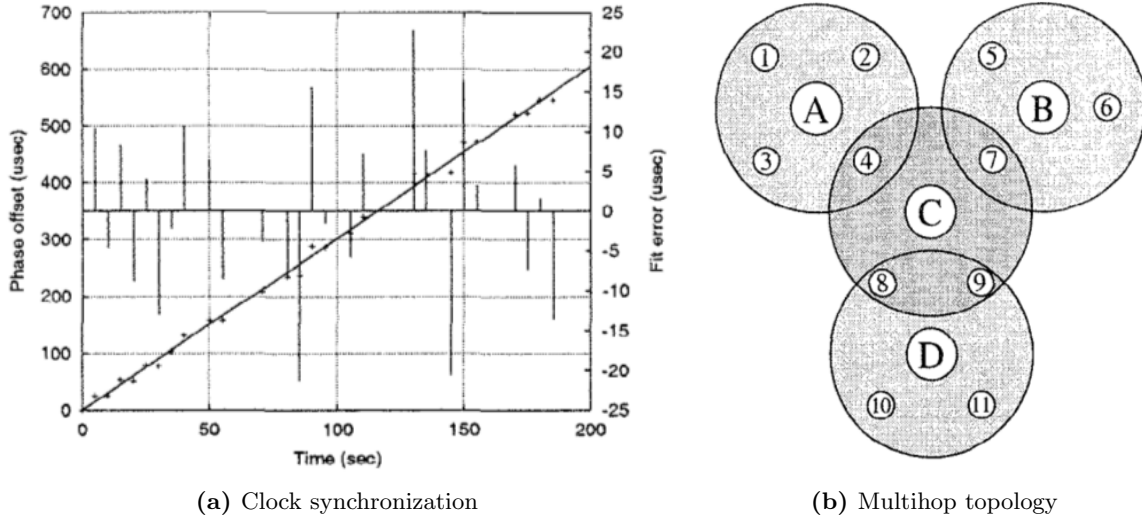 700
600
500
400
300
200
100
0
Phase offset (usec)
25
20
15
10
5
0
-5
-10
-15
-20
-25
Fit error (usec)
0 50 100 150 200
Time (sec)
(a) Clock synchronization
1 2 5
A B 6
3 4 7
C
8 9
D
10 11
(b) Multihop topology